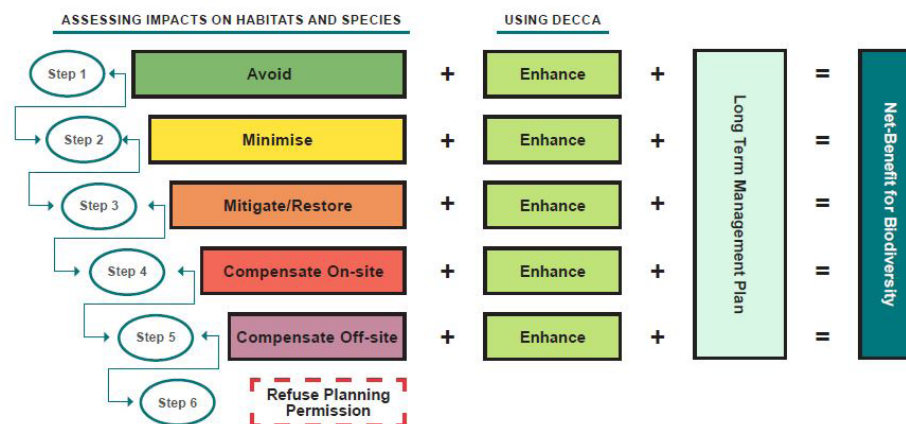 ASSESSING IMPACTS ON HABITATS AND SPECIES
USING DECCA
Step 1
Avoid
+
Enhance
+
=
Step 2
Minimise
+
Enhance
+
=
Step 3
Mitigate/Restore
+
Enhance
+
=
Step 4
Compensate On-site
+
Enhance
+
=
Step 5
Compensate Off-site
+
Enhance
+
=
Step 6
Refuse Planning
Permission
Long Term Management Plan
Net-Benefit for Biodiversity